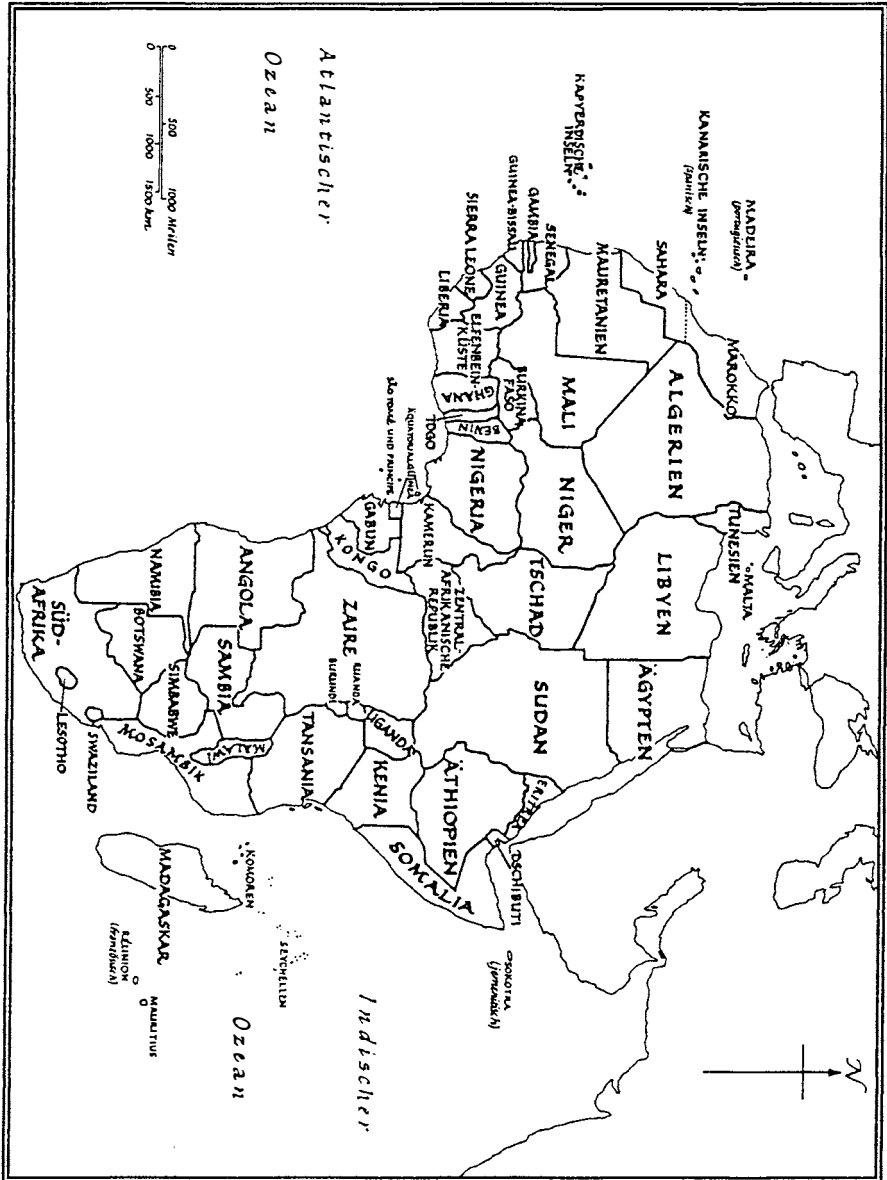 N
MADEIRA
(portugiesisch)
KANARISCHE INSELN
(spanisch)
KAPVERDISCHE
INSELN
Atlantischer
Ozean
0 500 1000 Meilen
0 500 1000 1500 km
MAROKKO
ALGERIEN
TUNESIEN
MALTA
LIBYEN
ÄGYPTEN
SAHARA
MAURETANIEN
MALI
NIGER
TSCHAD
SUDAN
ERITREA
DSCHIBUTI
SOKOTRA
(jemenitisch)
SENEGAL
GAMBIA
GUINEA-BISSAU
GUINEA
SIERRA LEONE
LIBERIA
ELFENBEIN-
KÜSTE
BURKINA
FASO
GHANA
TOGO
BENIN
NIGERIA
KAMERUN
ZENTRAL-
AFRIKANISCHE
REPUBLIK
ÄTHIOPIEN
SOMALIA
ÄQUATORIALGUINEA
SÃO TOMÉ UND PRINCIPE
GABUN
KONGO
ZAIRE
RWANDA
BURUNDI
UGANDA
KENIA
TANSANIA
ANGOLA
SAMBIA
MALAWI
MOSAMBIK
SIMBABWE
NAMIBIA
BOTSWANA
SÜD-
AFRIKA
LESOTHO
SWAZILAND
KOMOREN
SEYCHELLEN
MADAGASKAR
RÉUNION
(französisch)
MAURITIUS
Indischer
Ozean